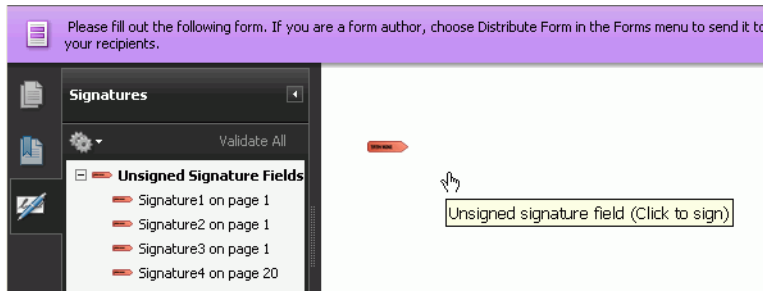 Please fill out the following form. If you are a form author, choose Distribute Form in the Forms menu to send it to
your recipients.
Signatures
Validate All
Unsigned Signature Fields
Signature1 on page 1
Signature2 on page 1
Signature3 on page 1
Signature4 on page 20
Unsigned signature field (Click to sign)